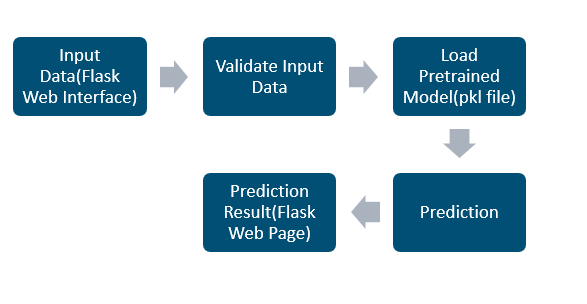 Input
Data(Flask
Web Interface)
Validate Input
Data
Load
Pretrained
Model(pkl file)
Prediction
Prediction
Result(Flask
Web Page)